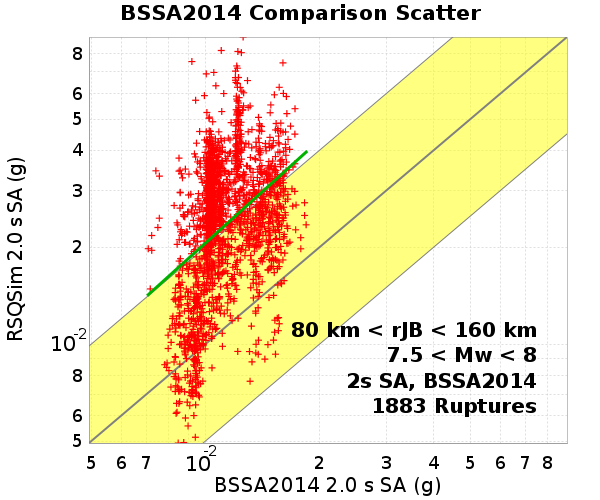 BSSA2014 Comparison Scatter
RSQSim 2.0 s SA (g)
8
6
5
4
3
2
10-2
8
6
5
80 km < rJB < 160 km
7.5 < Mw < 8
2s SA, BSSA2014
1883 Ruptures
5 6 7 10-2 2 3 4 5 6 7 8
BSSA2014 2.0 s SA (g)